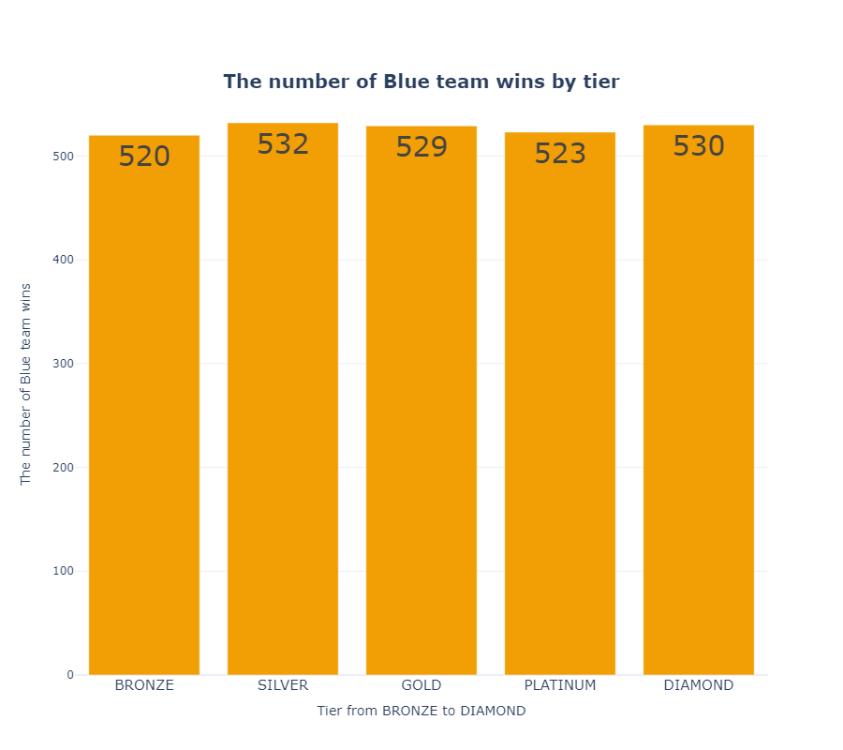 The number of Blue team wins by tier
520
532
529
523
530
500
400
300
200
100
0
The number of Blue team wins
BRONZE
SILVER
GOLD
PLATINUM
DIAMOND
Tier from BRONZE to DIAMOND